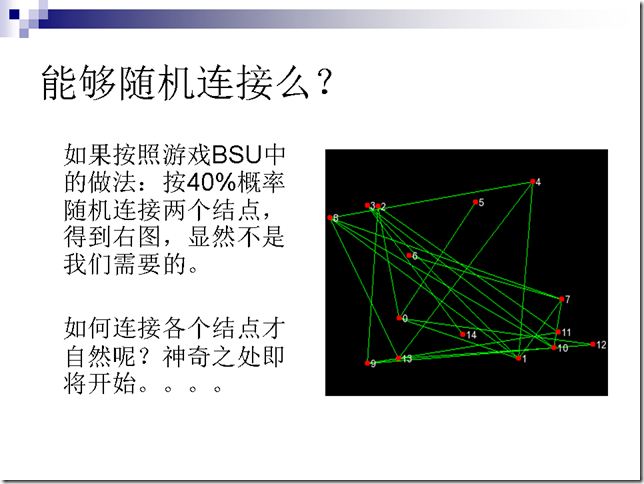 能够随机连接么?
如果按照游戏BSU中
的做法：按40%概率
随机连接两个结点，
得到右图，显然不是
我们需要的。
如何连接各个结点才
自然呢？神奇之处即
将开始。。。。
4
3
2
5
8
6
7
0
11
14
12
10
9
13
1